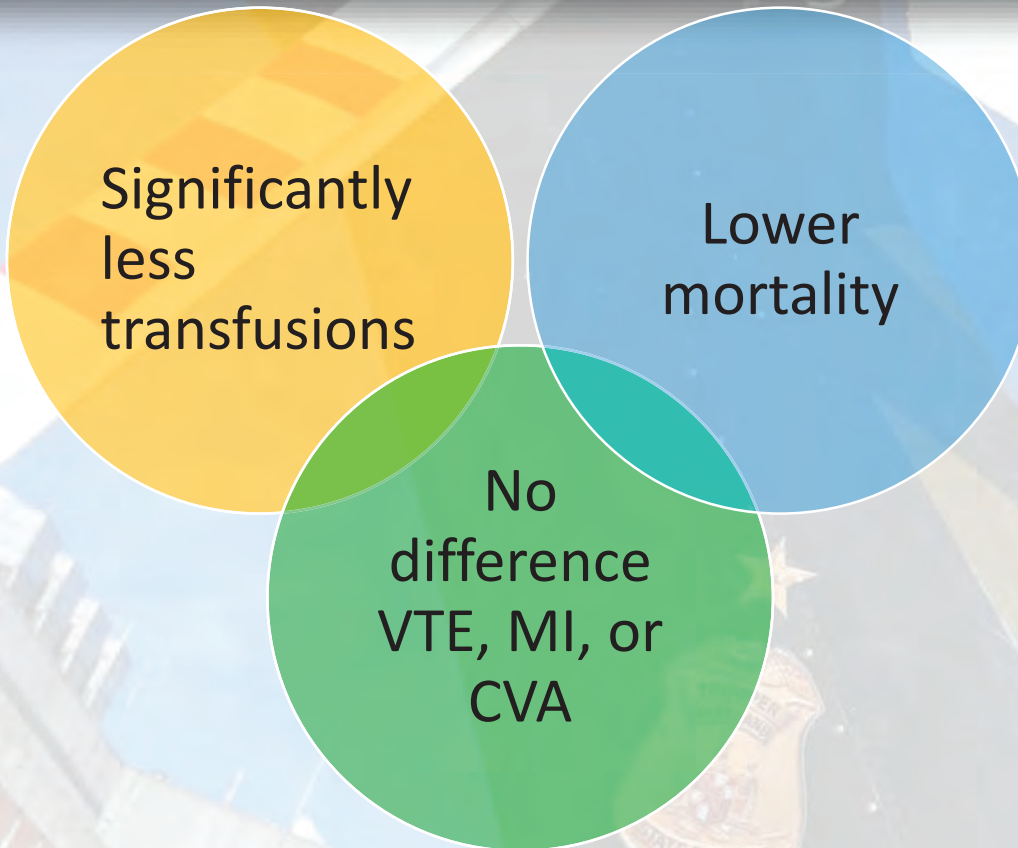 Significantly
less
transfusions
Lower
mortality
No
difference
VTE, MI, or
CVA